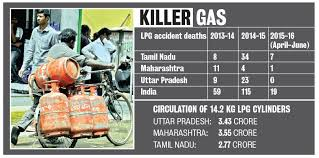 KILLER GAS
LPG accident deaths 2013-14 2014-15 2015-16 (April-June)
Tamil Nadu 8 34 7
Maharashtra 11 4 1
Uttar Pradesh 9 23 0
India 59 115 19
CIRCULATION OF 14.2 KG LPG CYLINDERS
UTTAR PRADESH: 3.43 CRORE
MAHARASHTRA: 3.55 CRORE
TAMIL NADU: 2.77 CRORE